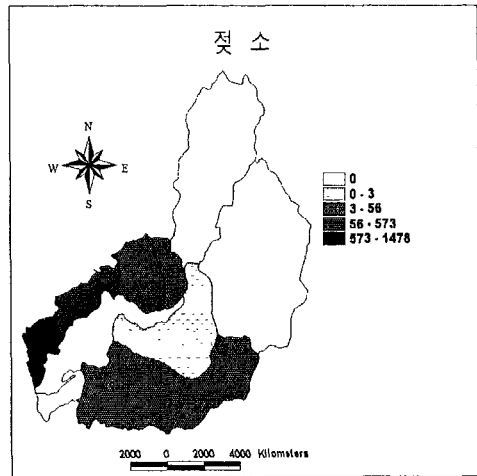 젖소
N
W E
S
0
0 - 3
3 - 56
56 - 573
573 - 1478
2000 0 2000 4000 Kilometers